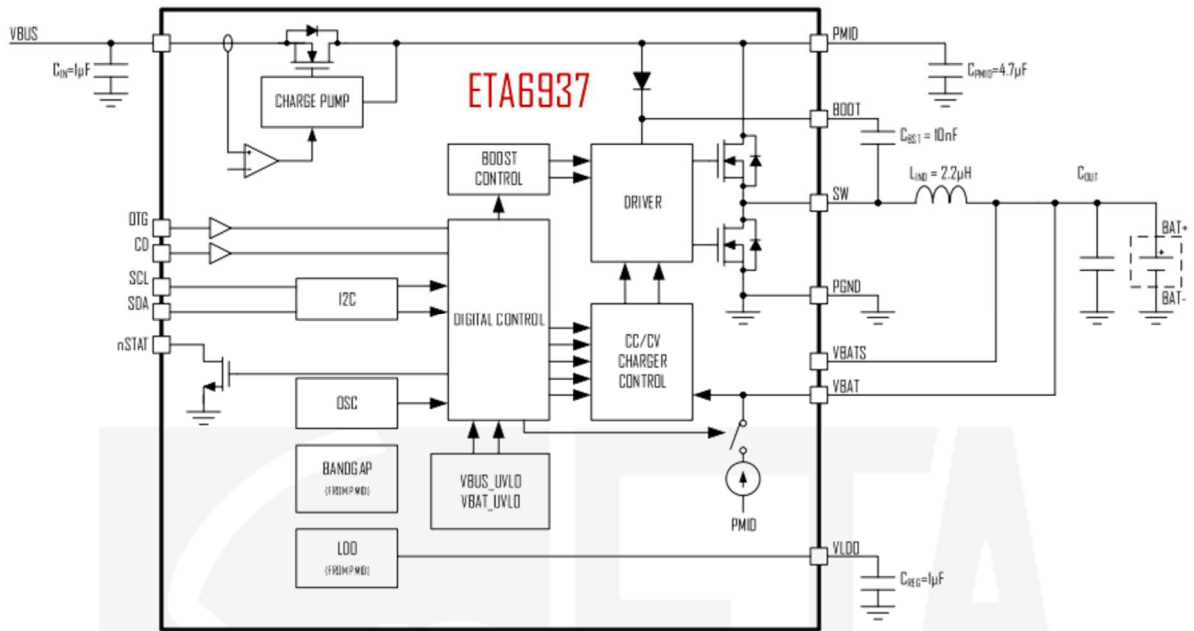 VBUS
CIN=1µF
CHARGE PUMP
ETA6937
PMID
CPMID=4.7µF
BOOT
CBST = 10nF
LIND = 2.2µH
COUT
BOOST
CONTROL
DRIVER
SW
BAT+
BAT-
OTG
CD
SCL
SDA
nSTAT
I2C
DIGITAL CONTROL
PGND
CC/CV
CHARGER
CONTROL
VBATS
VBAT
OSC
BANDGAP
(FROM PMID)
VBUS_UVLO
VBAT_UVLO
PMID
LDO
(FROM PMID)
VLDO
CREG=1µF
ETA